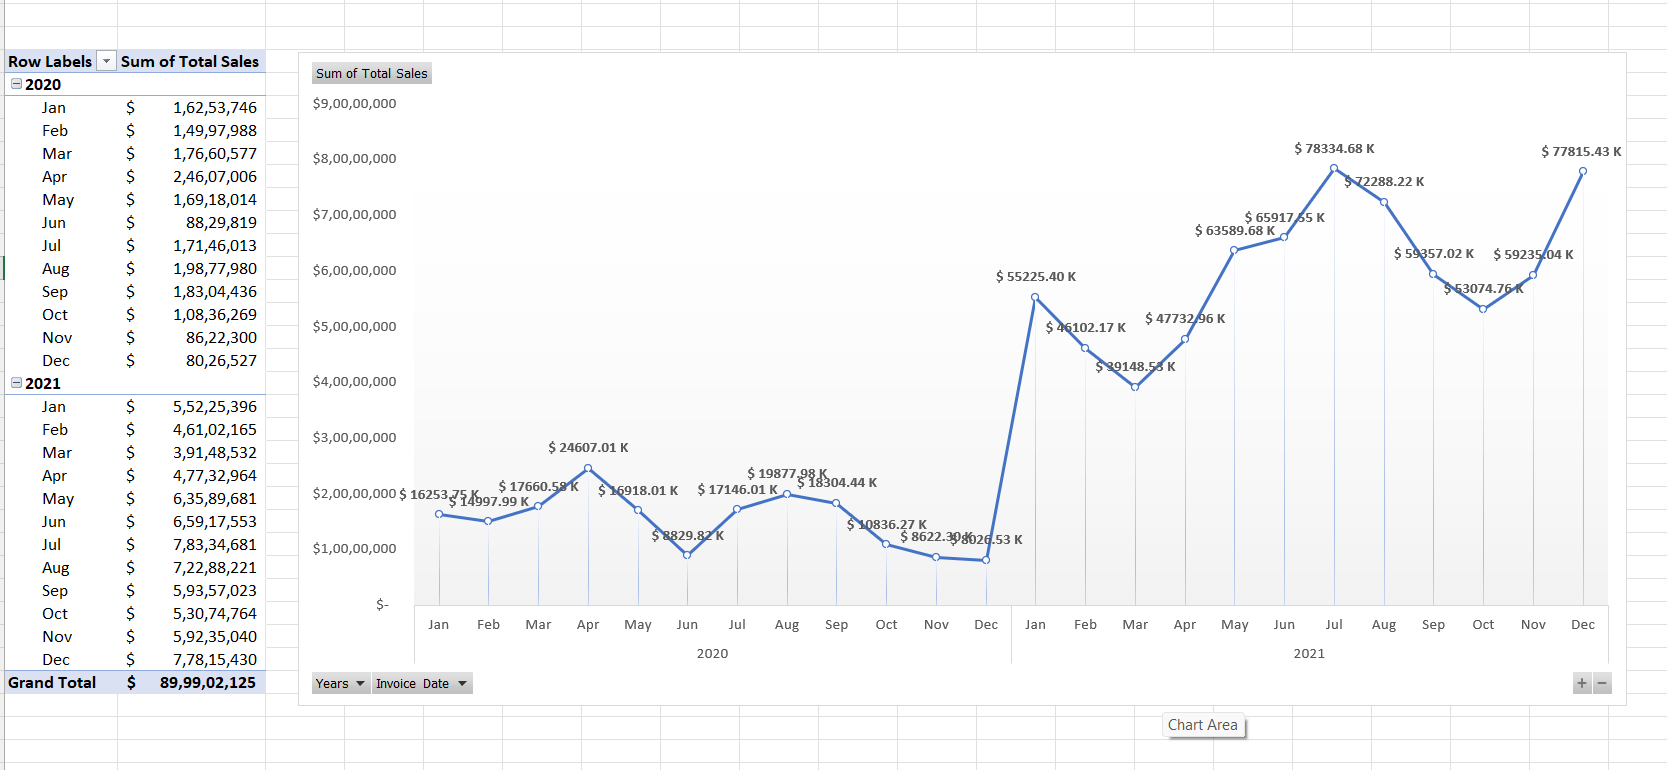 Row Labels Sum of Total Sales
2020
Jan $ 1,62,53,746
Feb $ 1,49,97,988
Mar $ 1,76,60,577
Apr $ 2,46,07,006
May $ 1,69,18,014
Jun $ 88,29,819
Jul $ 1,71,46,013
Aug $ 1,98,77,980
Sep $ 1,83,04,436
Oct $ 1,08,36,269
Nov $ 86,22,300
Dec $ 80,26,527
2021
Jan $ 5,52,25,396
Feb $ 4,61,02,165
Mar $ 3,91,48,532
Apr $ 4,77,32,964
May $ 6,35,89,681
Jun $ 6,59,17,553
Jul $ 7,83,34,681
Aug $ 7,22,88,221
Sep $ 5,93,57,023
Oct $ 5,30,74,764
Nov $ 5,92,35,040
Dec $ 7,78,15,430
Grand Total $ 89,99,02,125
Sum of Total Sales
$9,00,00,000
$8,00,00,000
$7,00,00,000
$6,00,00,000
$5,00,00,000
$4,00,00,000
$3,00,00,000
$2,00,00,000
$1,00,00,000
$-
$ 16253.75 K
$ 14997.99 K
$ 17660.58 K
$ 24607.01 K
$ 16918.01 K
$ 8829.82 K
$ 17146.01 K
$ 19877.98 K
$ 18304.44 K
$ 10836.27 K
$ 8622.30 K
$ 8026.53 K
$ 55225.40 K
$ 46102.17 K
$ 39148.53 K
$ 47732.96 K
$ 63589.68 K
$ 65917.55 K
$ 78334.68 K
$ 72288.22 K
$ 59357.02 K
$ 53074.76 K
$ 59235.04 K
$ 77815.43 K
Jan Feb Mar Apr May Jun Jul Aug Sep Oct Nov Dec Jan Feb Mar Apr May Jun Jul Aug Sep Oct Nov Dec
2020 2021
Years Invoice Date + −
Chart Area